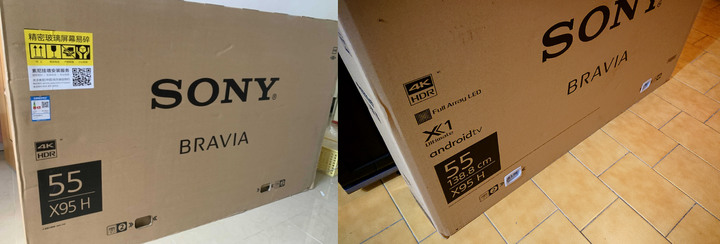 精密玻璃屏幕易碎
SONY®
BRAVIA
4K
HDR
55
X95 H
SONY
BRAVIA
4K
HDR
Full Array LED
X1
Ultimate
androidtv
55
138.8 cm
X95 H